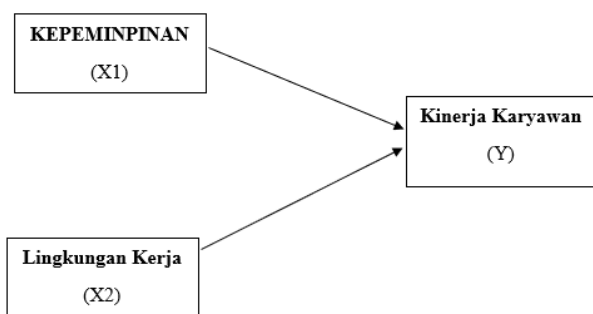 KEPEMINPINAN
(X1)
Kinerja Karyawan
(Y)
Lingkungan Kerja
(X2)